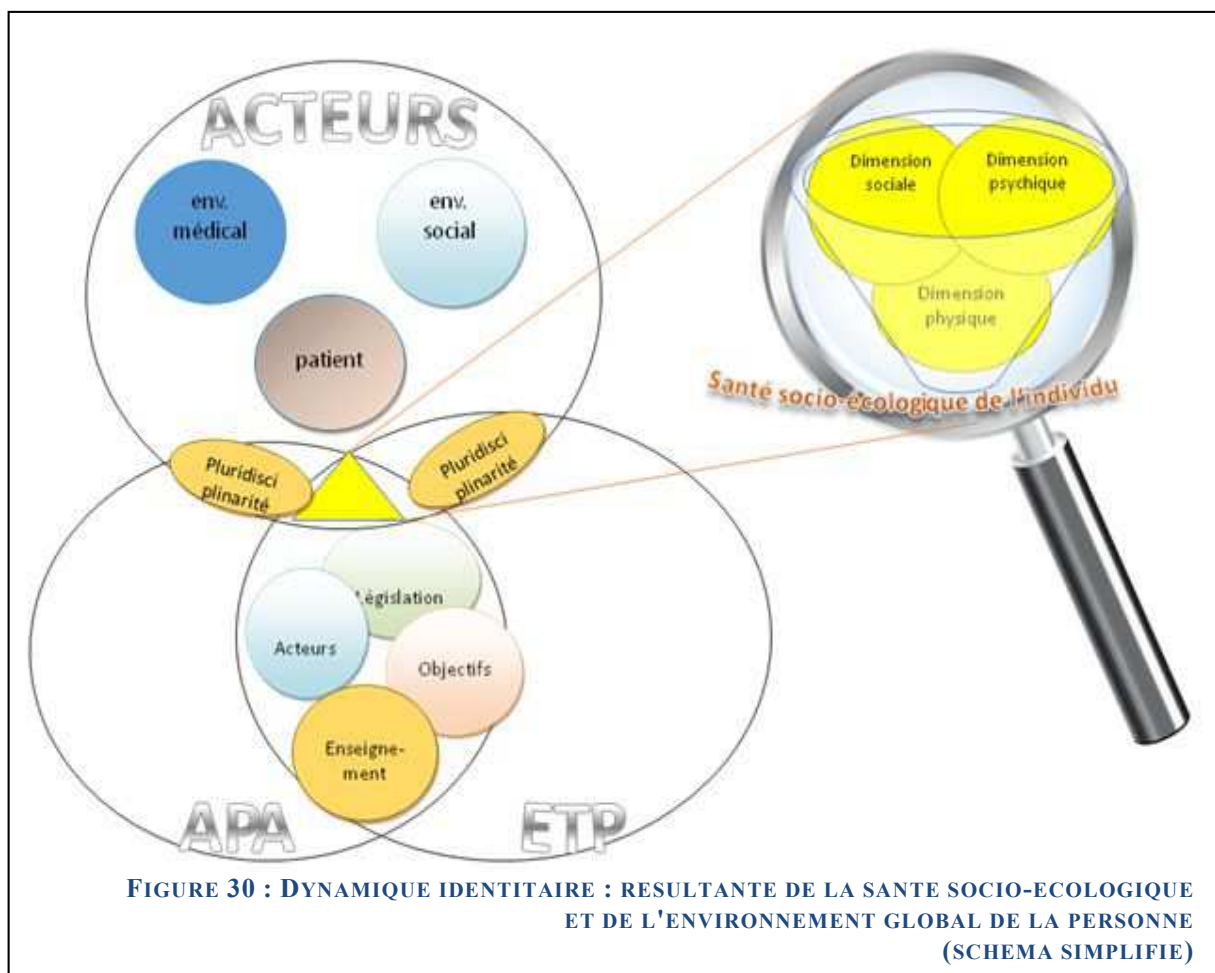 ACTEURS
env.
médical
env.
social
patient
Pluridisci
plinarité
Pluridisci
plinarité
Législation
Acteurs
Objectifs
Enseigne-
ment
APA
ETP
Dimension
sociale
Dimension
psychique
Dimension
physique
Santé socio-écologique de l'individu
FIGURE 30 : DYNAMIQUE IDENTITAIRE : RESULTANTE DE LA SANTE SOCIO-ECOLOGIQUE
ET DE L'ENVIRONNEMENT GLOBAL DE LA PERSONNE
(SCHEMA SIMPLIFIE)